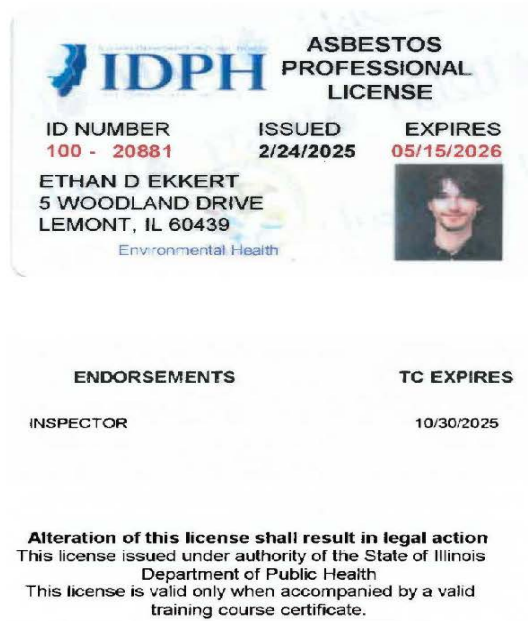 IDPH
ASBESTOS
PROFESSIONAL
LICENSE
ID NUMBER ISSUED EXPIRES
100 - 20881 2/24/2025 05/15/2026
ETHAN D EKKERT
5 WOODLAND DRIVE
LEMONT, IL 60439
Environmental Health
ENDORSEMENTS TC EXPIRES
INSPECTOR 10/30/2025
Alteration of this license shall result in legal action
This license issued under authority of the State of Illinois
Department of Public Health
This license is valid only when accompanied by a valid
training course certificate.